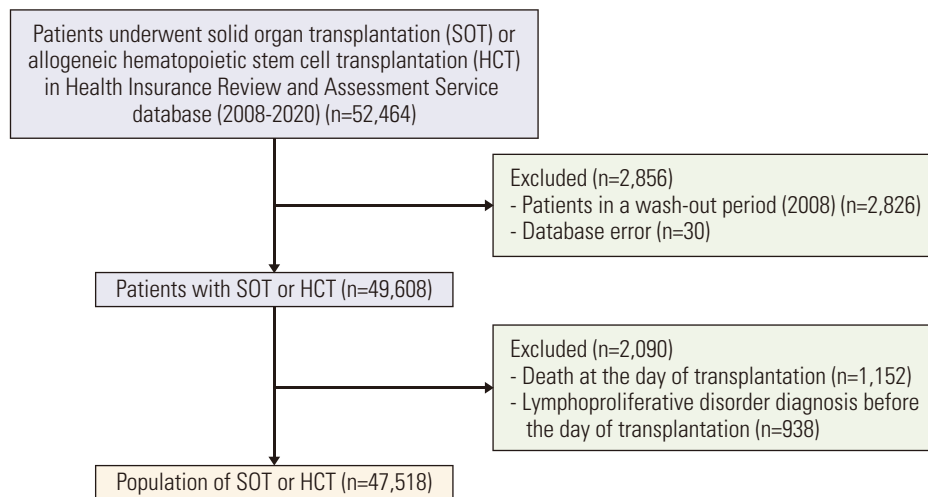 Patients underwent solid organ transplantation (SOT) or
allogeneic hematopoietic stem cell transplantation (HCT)
in Health Insurance Review and Assessment Service
database (2008-2020) (n=52,464)
Excluded (n=2,856)
- Patients in a wash-out period (2008) (n=2,826)
- Database error (n=30)
Patients with SOT or HCT (n=49,608)
Excluded (n=2,090)
- Death at the day of transplantation (n=1,152)
- Lymphoproliferative disorder diagnosis before
the day of transplantation (n=938)
Population of SOT or HCT (n=47,518)